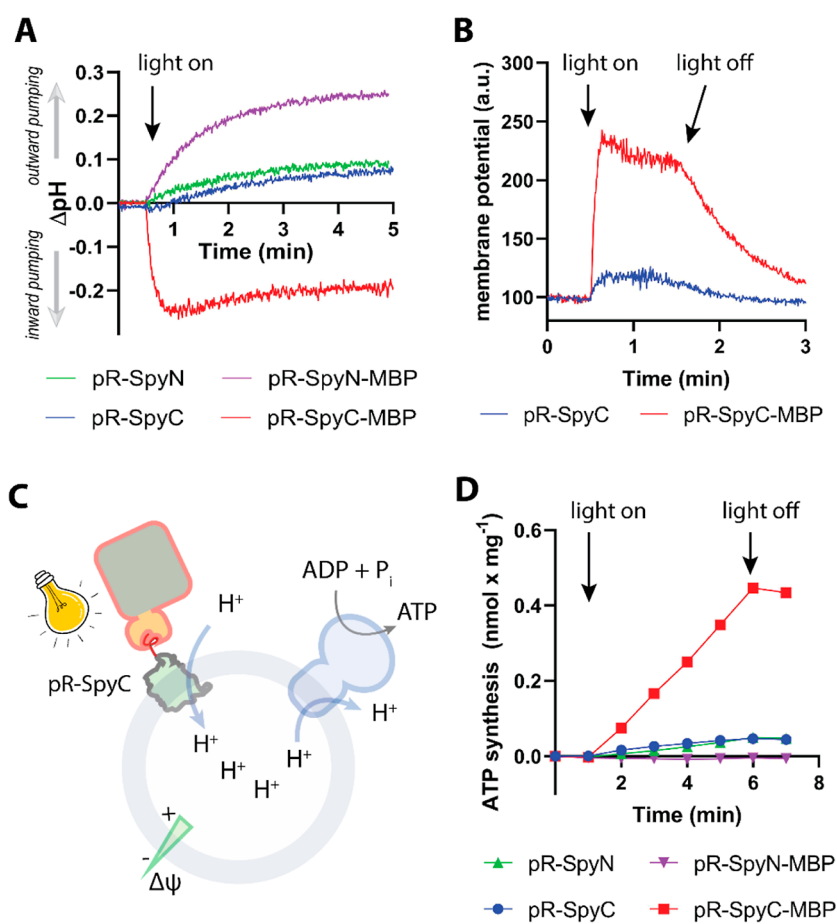 A
light on
outward pumping
inward pumping
ΔpH
0.3
0.2
0.1
0.0
-0.1
-0.2
1 2 3 4 5
Time (min)
pR-SpyN
pR-SpyN-MBP
pR-SpyC
pR-SpyC-MBP
B
light on
light off
membrane potential (a.u.)
300
250
200
150
100
0 1 2 3
Time (min)
pR-SpyC
pR-SpyC-MBP
C
ADP + Pi
ATP
H+
pR-SpyC
H+
H+
H+
H+
H+
+
-
Δψ
D
light on
light off
ATP synthesis (nmol x mg-1)
0.6
0.4
0.2
0.0
2 4 6 8
Time (min)
pR-SpyN
pR-SpyN-MBP
pR-SpyC
pR-SpyC-MBP